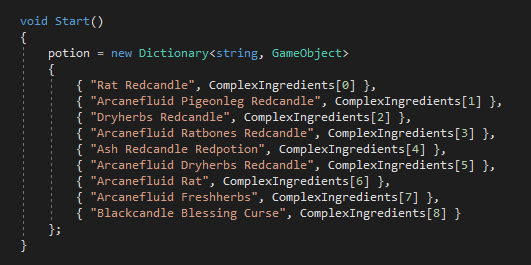 void Start()
{
potion = new Dictionary<string, GameObject>
{
{ "Rat Redcandle", ComplexIngredients[0] },
{ "Arcanefluid Pigeonleg Redcandle", ComplexIngredients[1] },
{ "Dryherbs Redcandle", ComplexIngredients[2] },
{ "Arcanefluid Ratbones Redcandle", ComplexIngredients[3] },
{ "Ash Redcandle Redpotion", ComplexIngredients[4] },
{ "Arcanefluid Dryherbs Redcandle", ComplexIngredients[5] },
{ "Arcanefluid Rat", ComplexIngredients[6] },
{ "Arcanefluid Freshherbs", ComplexIngredients[7] },
{ "Blackcandle Blessing Curse", ComplexIngredients[8] }
};
}